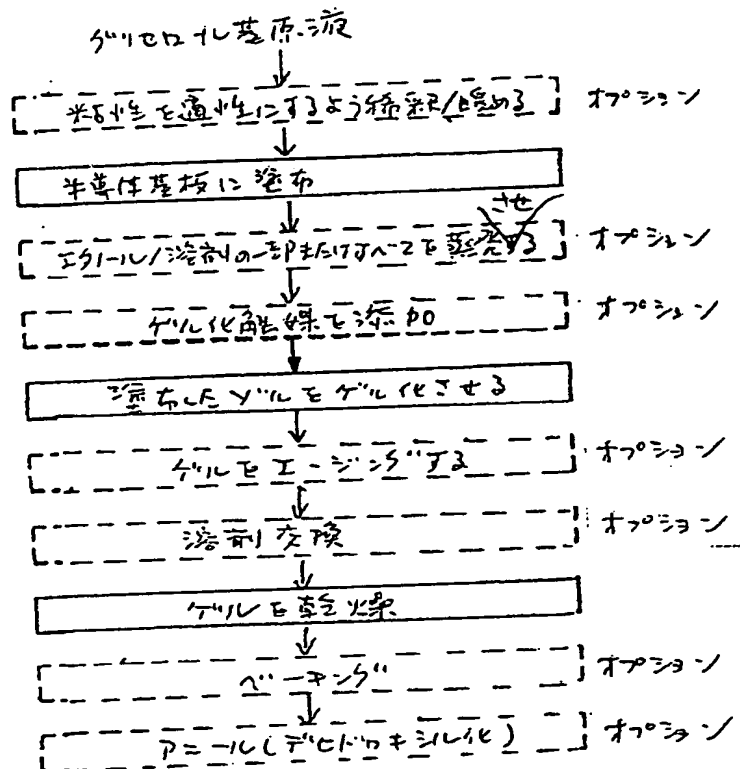 グリセロール基原液
粘性を適性にするよう希釈/暖める オプション
半導体基板に塗布
させ
エタノール/溶剤の一部またはすべてを蒸発する オプション
ゲル化触媒を添加 オプション
塗布したゾルをゲル化させる
ゲルをエージングする オプション
溶剤交換 オプション
ゲルを乾燥
ベーキング オプション
アニール(デヒドロキシル化) オプション